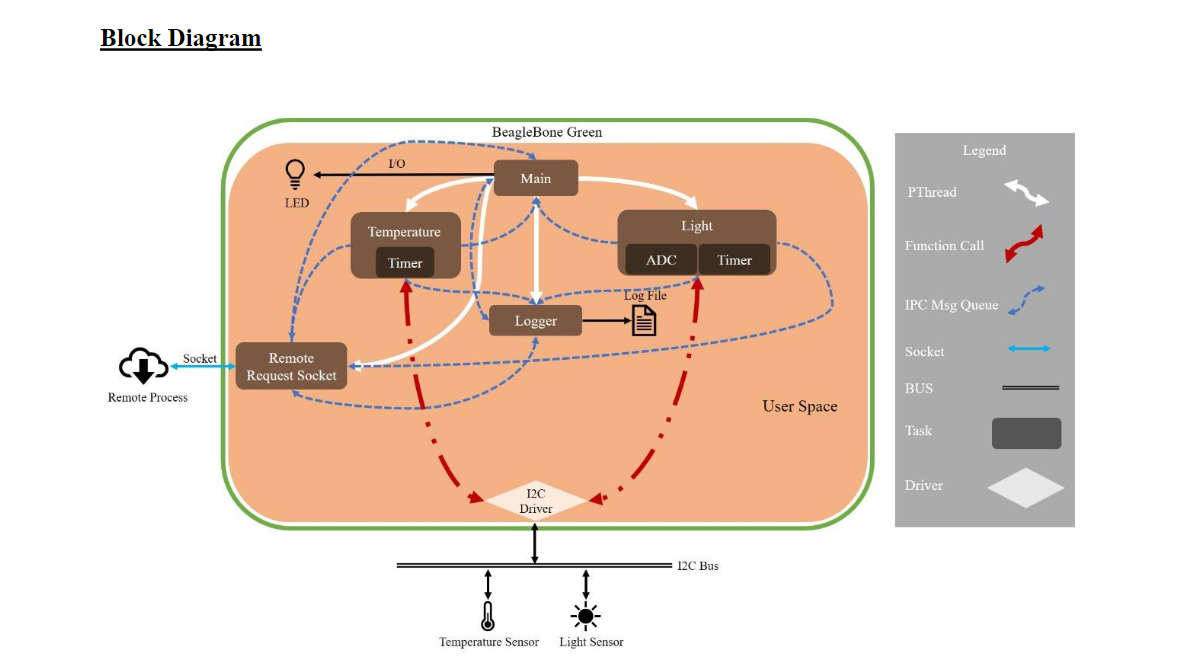 Block Diagram
BeagleBone Green
I/O
LED
Main
Temperature
Timer
Light
ADC
Timer
Log File
Logger
Socket
Remote
Request Socket
Remote Process
User Space
I2C
Driver
I2C Bus
Temperature Sensor
Light Sensor
Legend
PThread
Function Call
IPC Msg Queue
Socket
BUS
Task
Driver